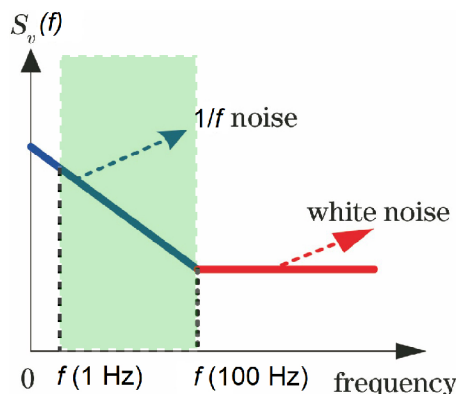 S_v(f)
1/f noise
white noise
0 f (1 Hz) f (100 Hz) frequency